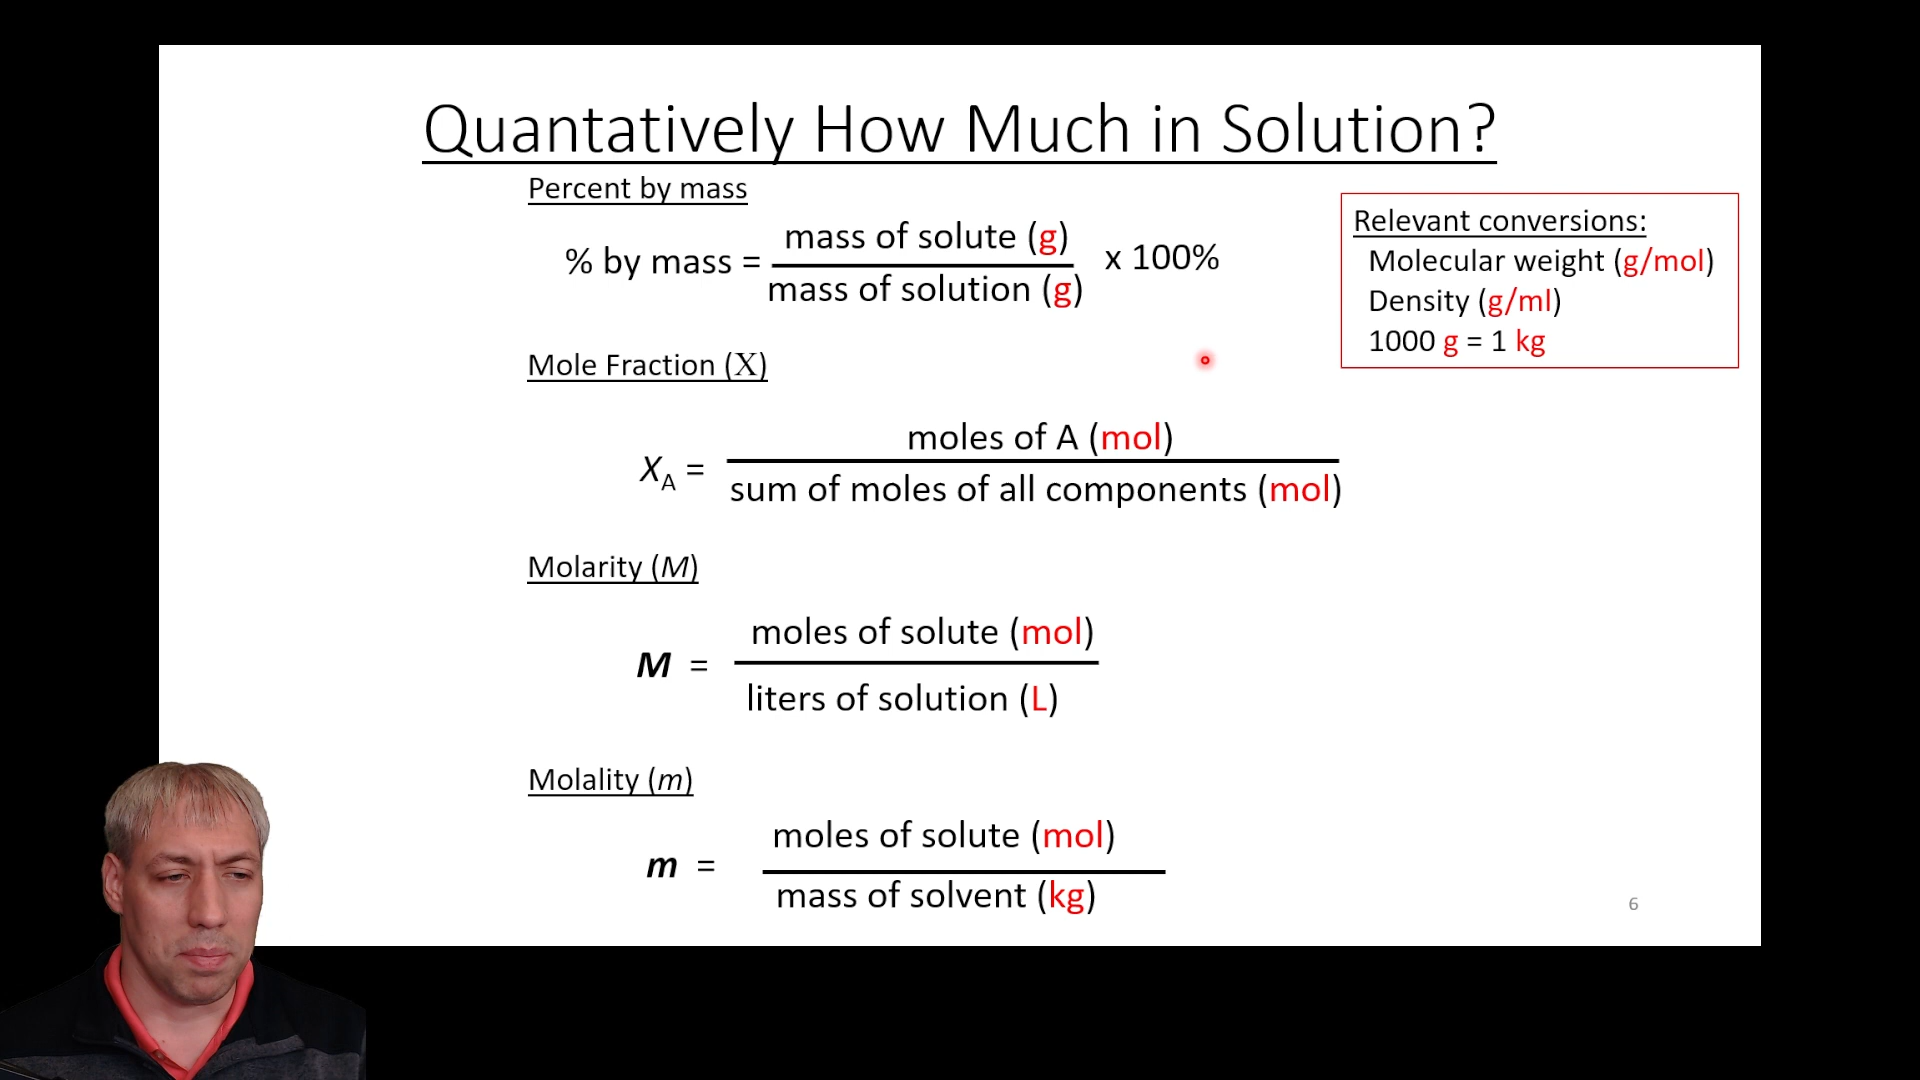 Quantatively How Much in Solution?
Percent by mass
% by mass = mass of solute (g)
mass of solution (g)
x 100%
Relevant conversions:
Molecular weight (g/mol)
Density (g/ml)
1000 g = 1 kg
Mole Fraction (X)
XA = moles of A (mol)
sum of moles of all components (mol)
Molarity (M)
M = moles of solute (mol)
liters of solution (L)
Molality (m)
m = moles of solute (mol)
mass of solvent (kg)
6